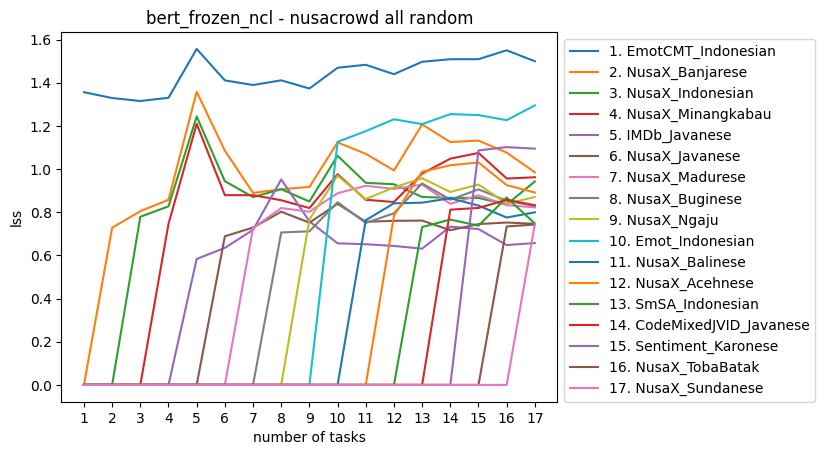 bert_frozen_ncl - nusacrowd all random
lss
1.6
1.4
1.2
1.0
0.8
0.6
0.4
0.2
0.0
1 2 3 4 5 6 7 8 9 10 11 12 13 14 15 16 17
number of tasks
1. EmotCMT_Indonesian
2. NusaX_Banjarese
3. NusaX_Indonesian
4. NusaX_Minangkabau
5. IMDb_Javanese
6. NusaX_Javanese
7. NusaX_Madurese
8. NusaX_Buginese
9. NusaX_Ngaju
10. Emot_Indonesian
11. NusaX_Balinese
12. NusaX_Acehnese
13. SmSA_Indonesian
14. CodeMixedJVID_Javanese
15. Sentiment_Karonese
16. NusaX_TobaBatak
17. NusaX_Sundanese